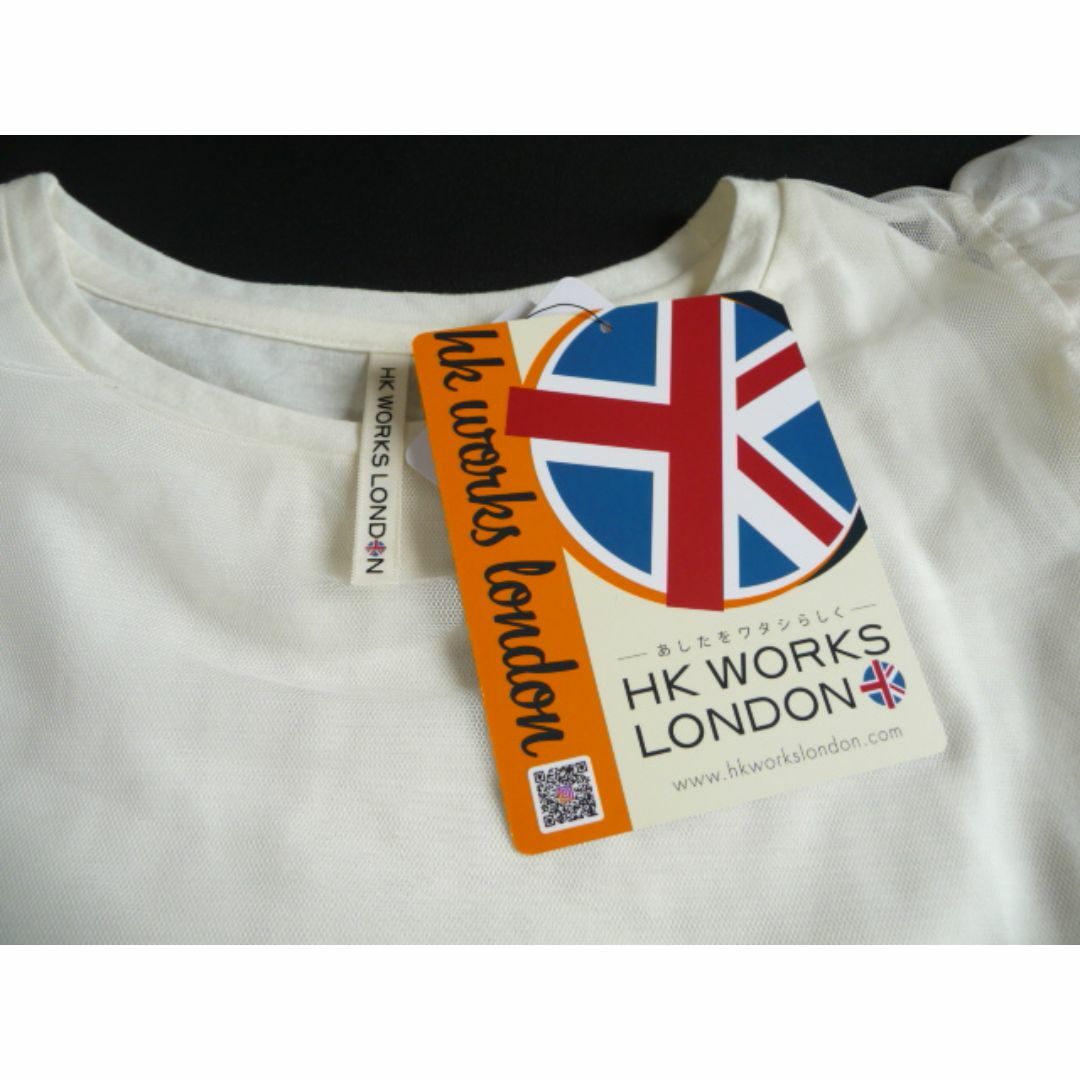 HK WORKS LONDON
hk works london
あしたをワタシらしく
HK WORKS
LONDON
www.hkworkslondon.com